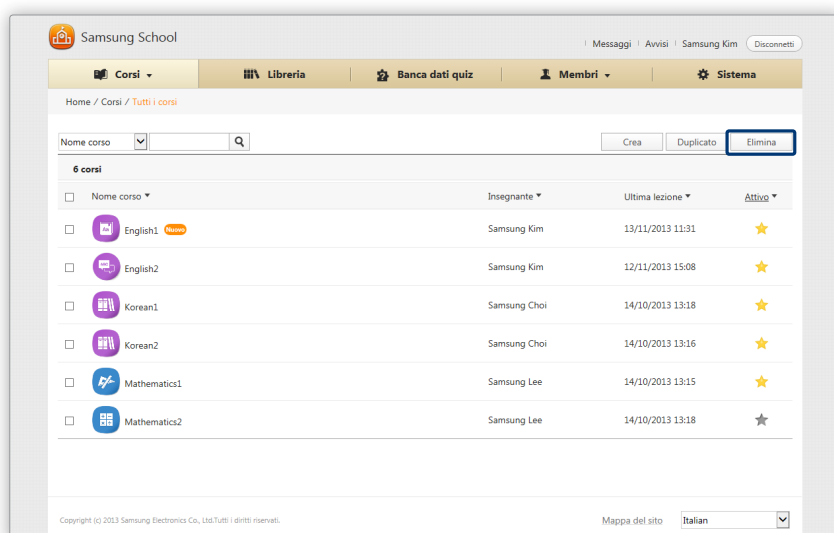 Samsung School
Messaggi Avvisi Samsung Kim Disconnetti
Corsi Libreria Banca dati quiz Membri Sistema
Home / Corsi / Tutti i corsi
Nome corso Crea Duplicato Elimina
6 corsi
Nome corso Insegnante Ultima lezione Attivo
English1 Nuovo Samsung Kim 13/11/2013 11:31
English2 Samsung Kim 12/11/2013 15:08
Korean1 Samsung Choi 14/10/2013 13:18
Korean2 Samsung Choi 14/10/2013 13:16
Mathematics1 Samsung Lee 14/10/2013 13:15
Mathematics2 Samsung Lee 14/10/2013 13:18
Copyright (c) 2013 Samsung Electronics Co., Ltd.Tutti i diritti riservati. Mappa del sito Italian